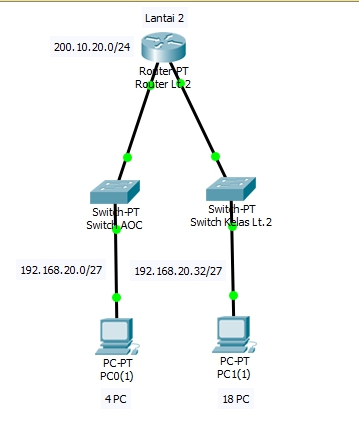 Lantai 2
200.10.20.0/24
Router-PT
Router Lt.2
Switch-PT
Switch AOC
Switch-PT
Switch Kelas Lt.2
192.168.20.0/27
192.168.20.32/27
PC-PT
PC0(1)
PC-PT
PC1(1)
4 PC
18 PC